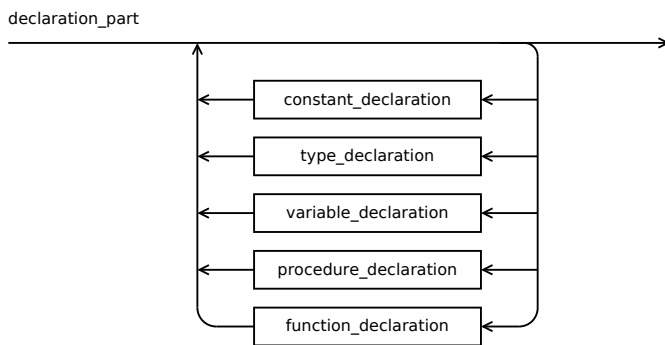 declaration_part
constant_declaration
type_declaration
variable_declaration
procedure_declaration
function_declaration